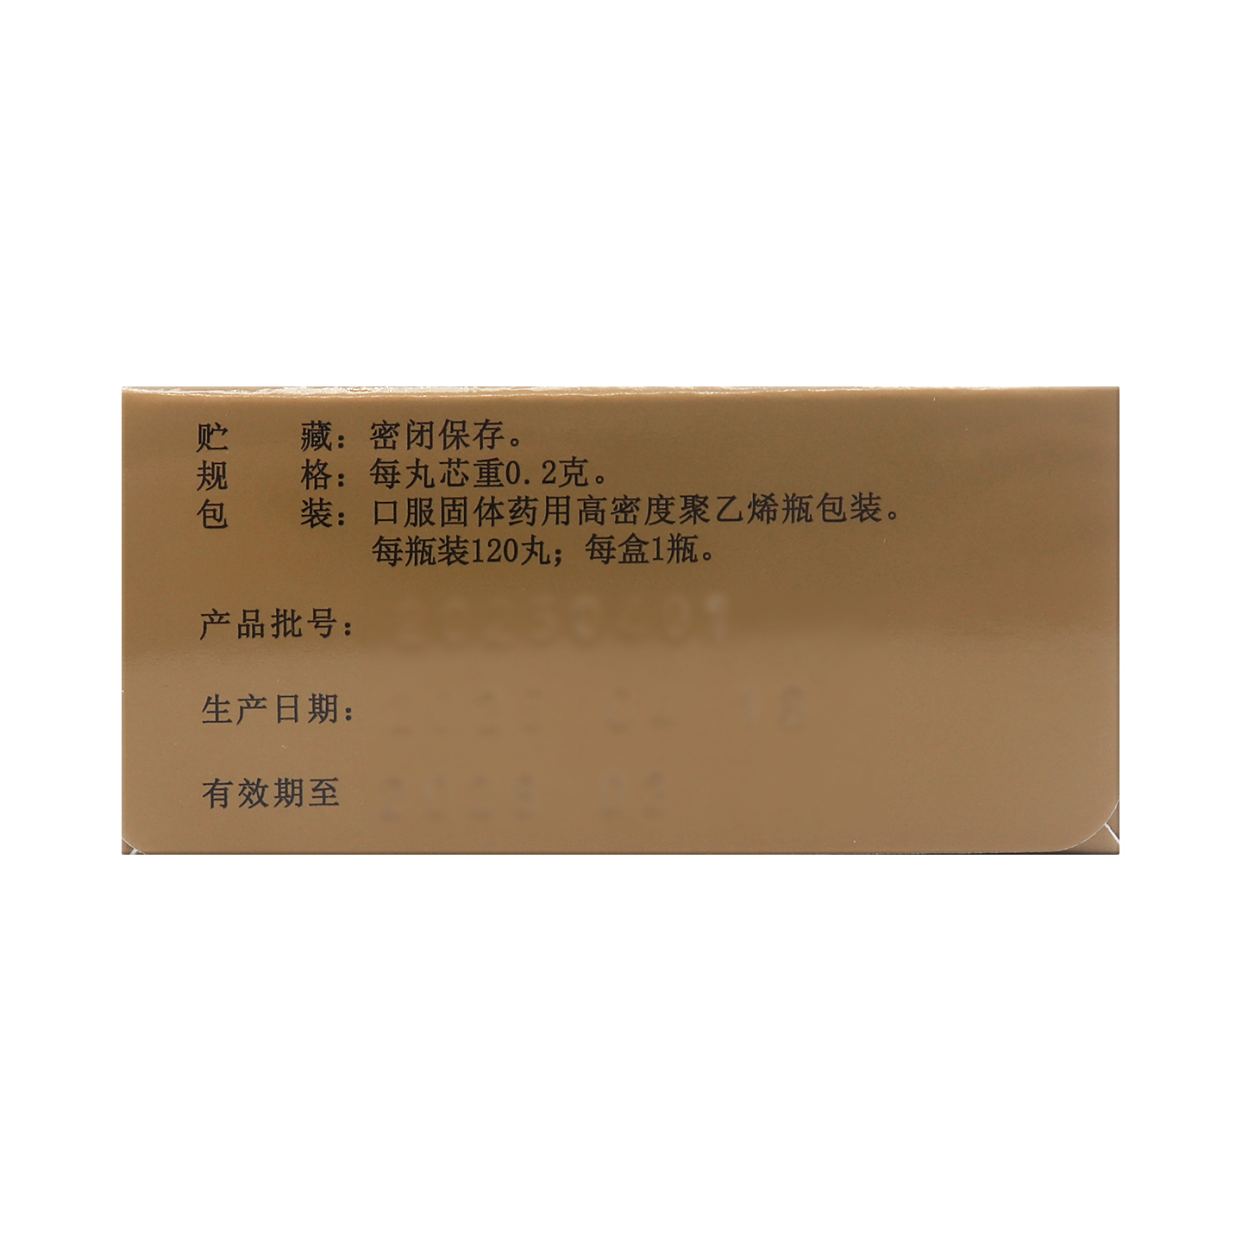 贮　　藏：密闭保存。
规　　格：每丸芯重0.2克。
包　　装：口服固体药用高密度聚乙烯瓶包装。
每瓶装120丸；每盒1瓶。
产品批号：
生产日期：
有效期至